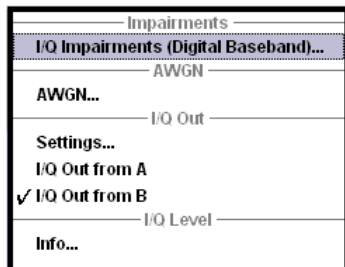 Impairments
I/Q Impairments (Digital Baseband)...
AWGN
AWGN...
I/Q Out
Settings...
I/Q Out from A
I/Q Out from B
I/Q Level
Info...